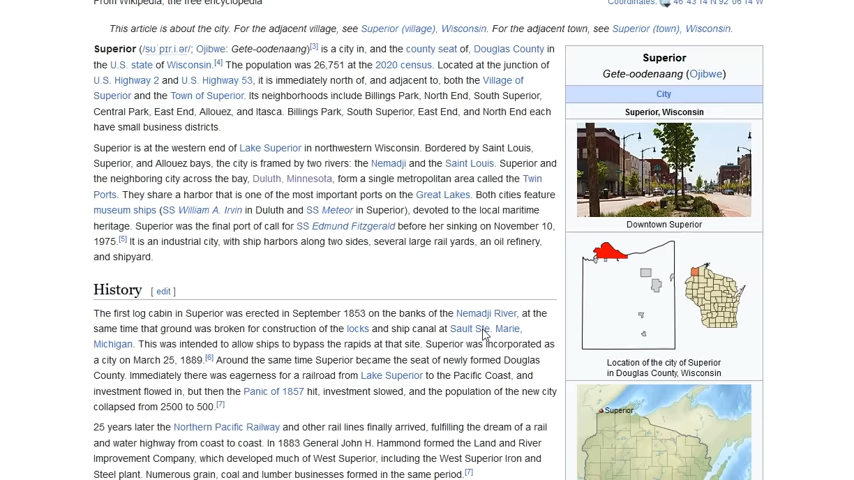 From Wikipedia, the free encyclopedia
Coordinates: 46°43′14″N 92°06′14″W
This article is about the city. For the adjacent village, see Superior (village), Wisconsin. For the adjacent town, see Superior (town), Wisconsin.
Superior (/suˈpɪr.i.ər/; Ojibwe: Gete-oodenaang)[3] is a city in, and the county seat of, Douglas County in
the U.S. state of Wisconsin.[4] The population was 26,751 at the 2020 census. Located at the junction of
U.S. Highway 2 and U.S. Highway 53, it is immediately north of, and adjacent to, both the Village of
Superior and the Town of Superior. Its neighborhoods include Billings Park, North End, South Superior,
Central Park, East End, Allouez, and Itasca. Billings Park, South Superior, East End, and North End each
have small business districts.
Superior is at the western end of Lake Superior in northwestern Wisconsin. Bordered by Saint Louis,
Superior, and Allouez bays, the city is framed by two rivers: the Nemadji and the Saint Louis. Superior and
the neighboring city across the bay, Duluth, Minnesota, form a single metropolitan area called the Twin
Ports. They share a harbor that is one of the most important ports on the Great Lakes. Both cities feature
museum ships (SS William A. Irvin in Duluth and SS Meteor in Superior), devoted to the local maritime
heritage. Superior was the final port of call for SS Edmund Fitzgerald before her sinking on November 10,
1975.[5] It is an industrial city, with ship harbors along two sides, several large rail yards, an oil refinery,
and shipyard.
History [ edit ]
The first log cabin in Superior was erected in September 1853 on the banks of the Nemadji River, at the
same time that ground was broken for construction of the locks and ship canal at Sault Ste. Marie,
Michigan. This was intended to allow ships to bypass the rapids at that site. Superior was incorporated as
a city on March 25, 1889.[6] Around the same time Superior became the seat of newly formed Douglas
County. Immediately there was eagerness for a railroad from Lake Superior to the Pacific Coast, and
investment flowed in, but then the Panic of 1857 hit, investment slowed, and the population of the new city
collapsed from 2500 to 500.[7]
25 years later the Northern Pacific Railway and other rail lines finally arrived, fulfilling the dream of a rail
and water highway from coast to coast. In 1883 General John H. Hammond formed the Land and River
Improvement Company, which developed much of West Superior, including the West Superior Iron and
Steel plant. Numerous grain, coal and lumber businesses formed in the same period.[7]
Superior
Gete-oodenaang (Ojibwe)
City
Superior, Wisconsin
Downtown Superior
Location of the city of Superior
in Douglas County, Wisconsin
Superior